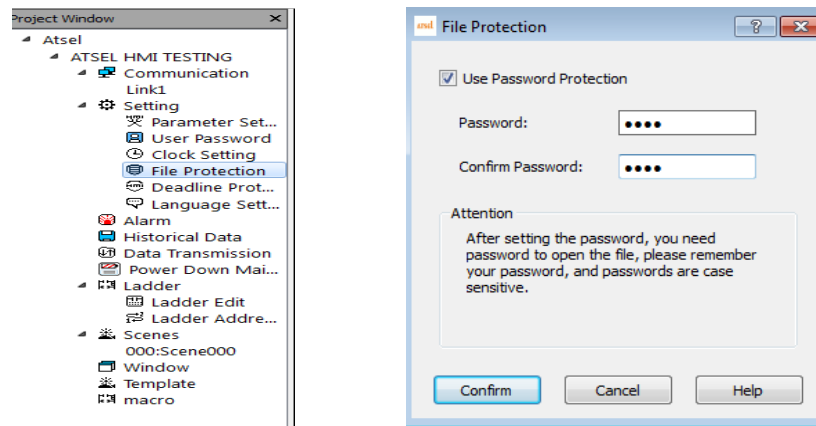 Project Window
Atsel
ATSEL HMI TESTING
Communication
Link1
Setting
Parameter Set...
User Password
Clock Setting
File Protection
Deadline Prot...
Language Sett...
Alarm
Historical Data
Data Transmission
Power Down Mai...
Ladder
Ladder Edit
Ladder Addre...
Scenes
000:Scene000
Window
Template
macro
File Protection
Use Password Protection
Password:
Confirm Password:
Attention
After setting the password, you need
password to open the file, please remember
your password, and passwords are case
sensitive.
Confirm
Cancel
Help